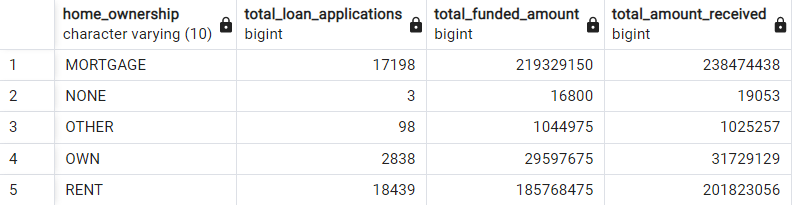 home_ownership total_loan_applications total_funded_amount total_amount_received
character varying (10) bigint bigint bigint
1 MORTGAGE 17198 219329150 238474438
2 NONE 3 16800 19053
3 OTHER 98 1044975 1025257
4 OWN 2838 29597675 31729129
5 RENT 18439 185768475 201823056